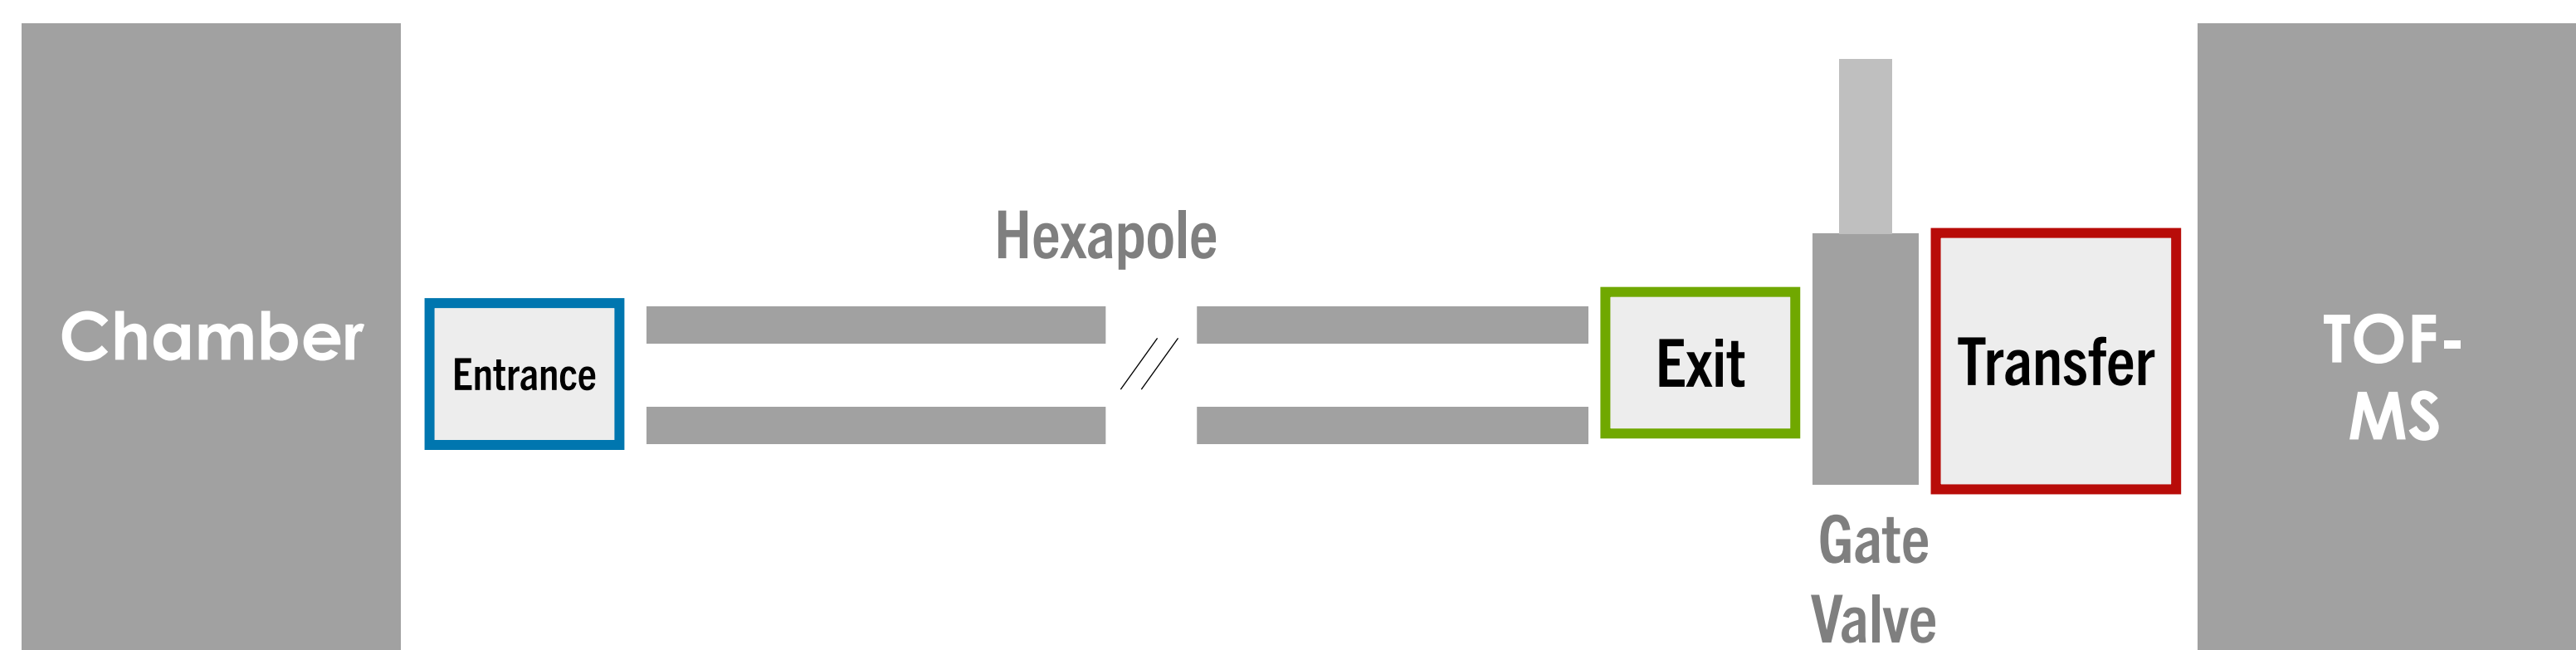 Chamber
Entrance
Hexapole
Exit
Gate
Valve
Transfer
TOF-
MS